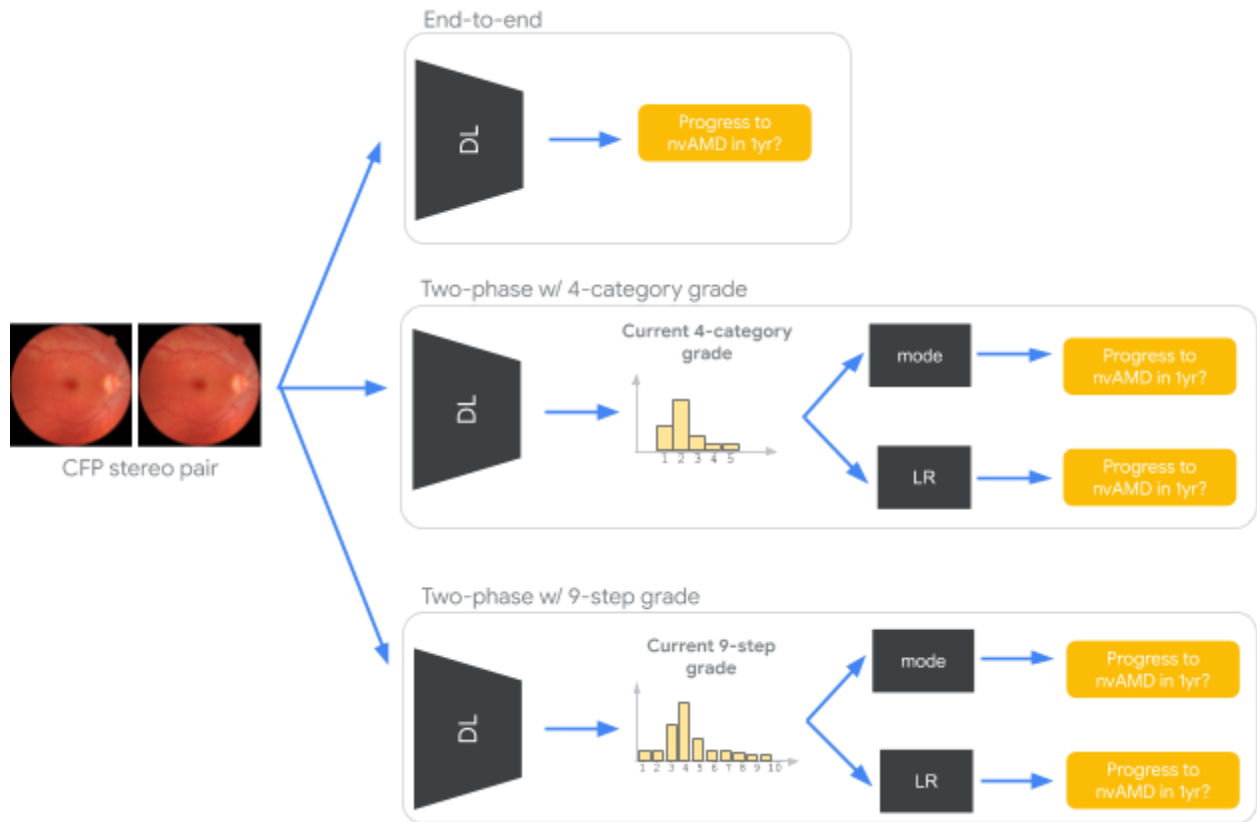 End-to-end
DL
Progress to
nvAMD in 1yr?
Two-phase w/ 4-category grade
CFP stereo pair
DL
Current 4-category
grade
1 2 3 4 5
mode
Progress to
nvAMD in 1yr?
LR
Progress to
nvAMD in 1yr?
Two-phase w/ 9-step grade
DL
Current 9-step
grade
1 2 3 4 5 6 7 8 9 10
mode
Progress to
nvAMD in 1yr?
LR
Progress to
nvAMD in 1yr?